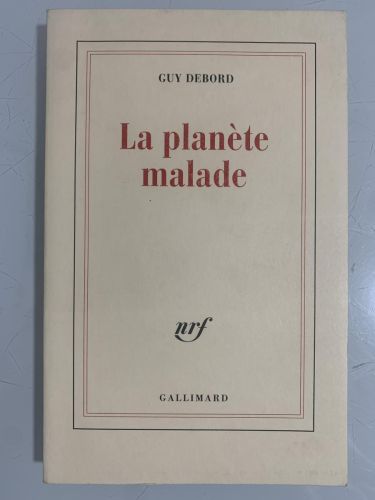 GUY DEBORD
La planète
malade
nrf
GALLIMARD